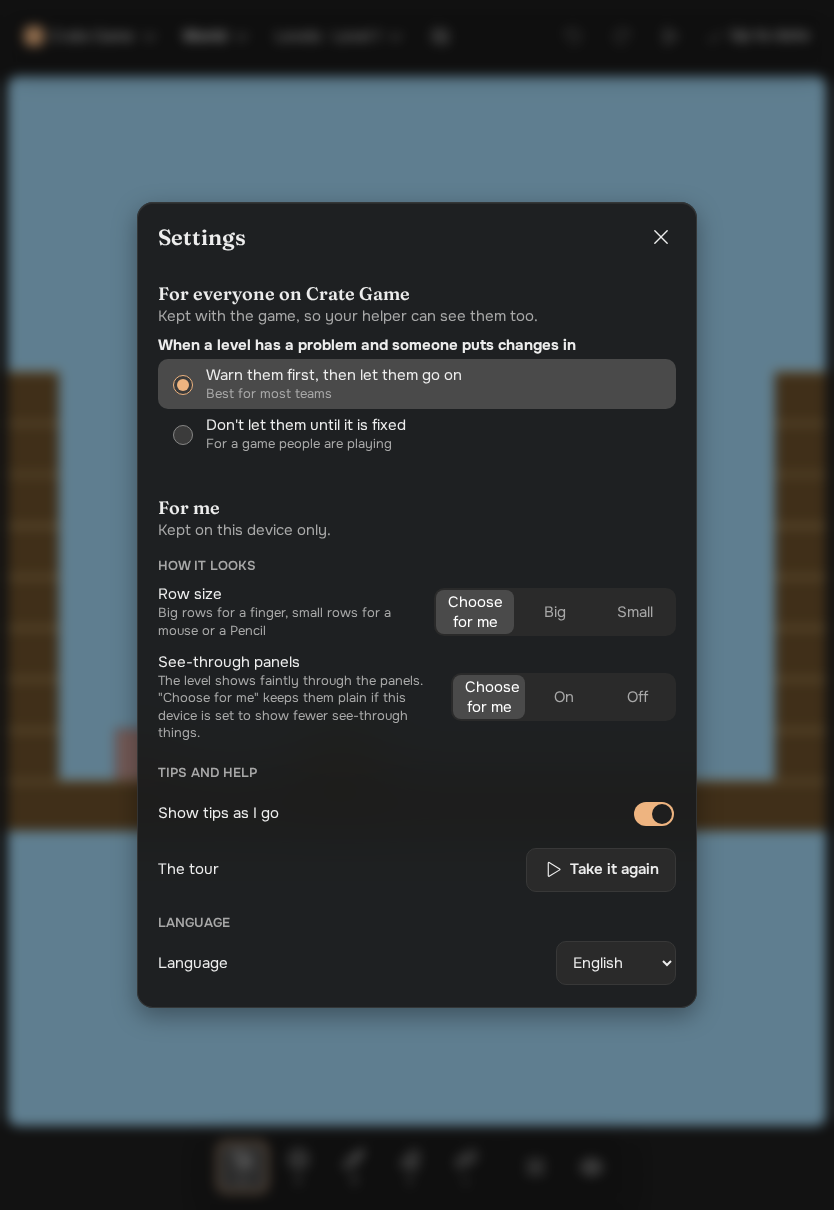 Settings
For everyone on Crate Game
Kept with the game, so your helper can see them too.
When a level has a problem and someone puts changes in
Warn them first, then let them go on
Best for most teams
Don't let them until it is fixed
For a game people are playing
For me
Kept on this device only.
HOW IT LOOKS
Row size
Big rows for a finger, small rows for a
mouse or a Pencil
Choose
for me
Big
Small
See-through panels
The level shows faintly through the panels.
"Choose for me" keeps them plain if this
device is set to show fewer see-through
things.
Choose
for me
On
Off
TIPS AND HELP
Show tips as I go
The tour
Take it again
LANGUAGE
Language
English